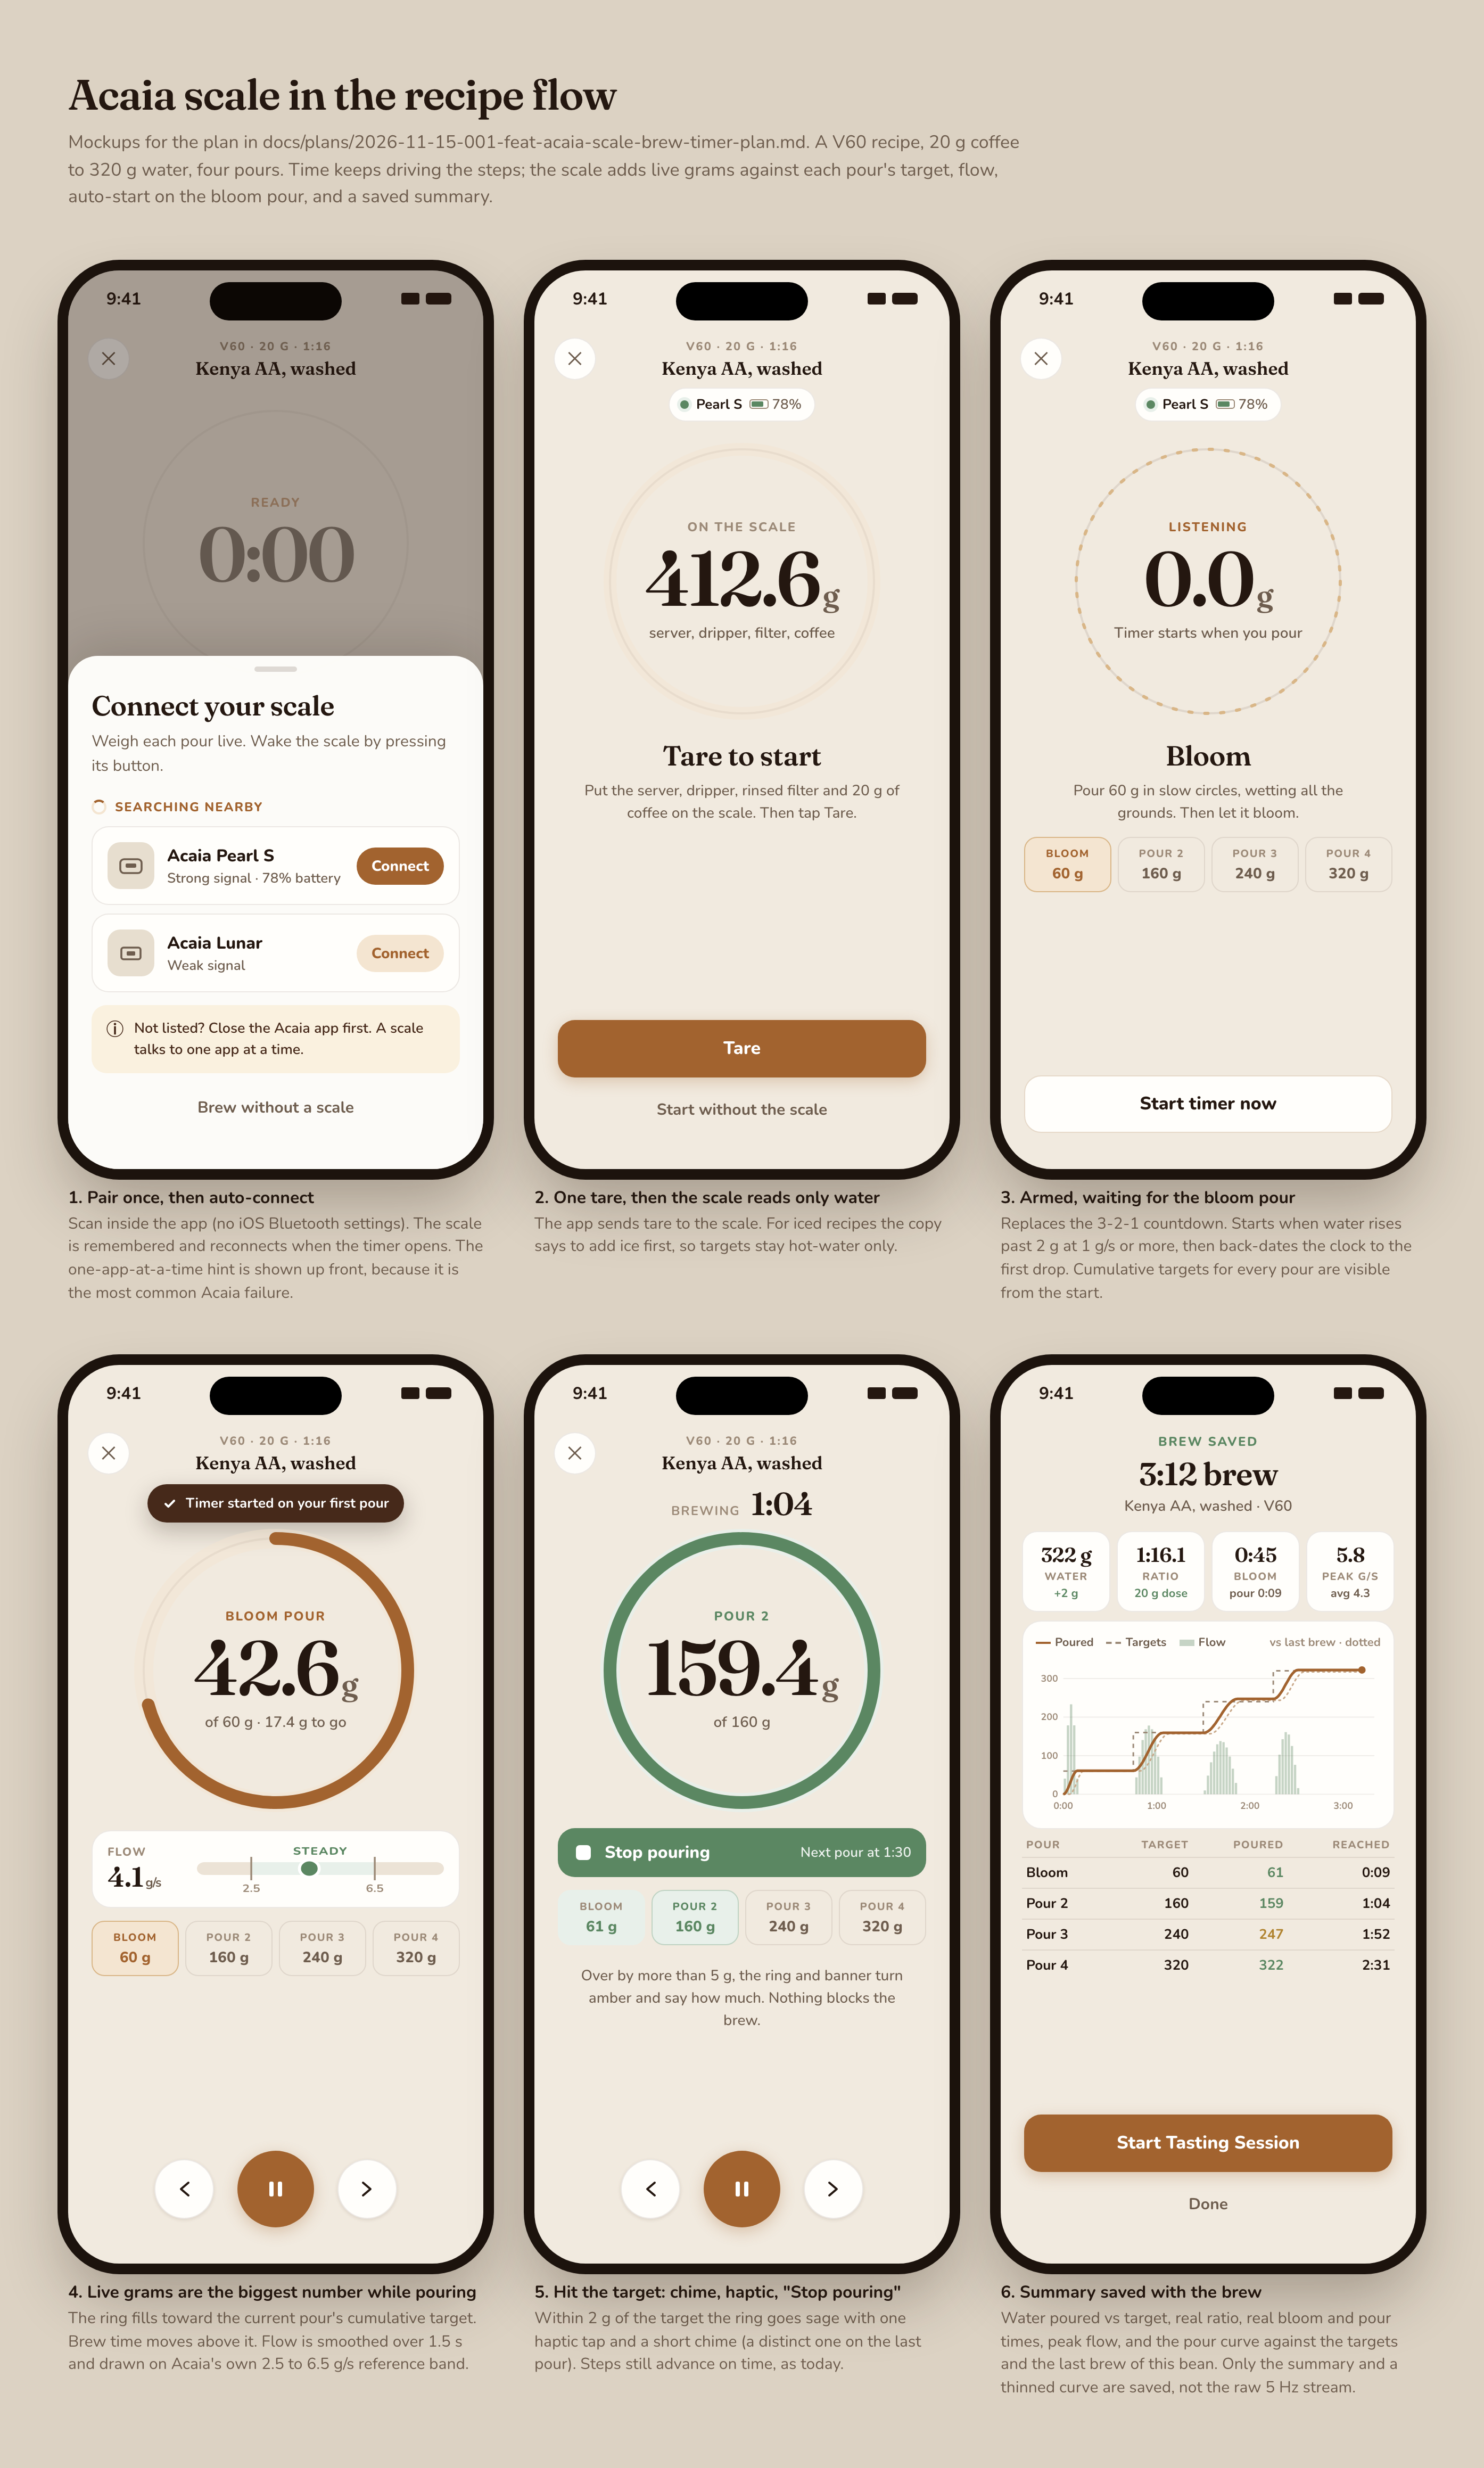 Acaia scale in the recipe flow
Mockups for the plan in docs/plans/2026-11-15-001-feat-acaia-scale-brew-timer-plan.md. A V60 recipe, 20 g coffee
to 320 g water, four pours. Time keeps driving the steps; the scale adds live grams against each pour's target, flow,
auto-start on the bloom pour, and a saved summary.
9:41
V60 · 20 G · 1:16
Kenya AA, washed
READY
0:00
Connect your scale
Weigh each pour live. Wake the scale by pressing
its button.
SEARCHING NEARBY
Acaia Pearl S
Strong signal · 78% battery
Connect
Acaia Lunar
Weak signal
Connect
Not listed? Close the Acaia app first. A scale
talks to one app at a time.
Brew without a scale
1. Pair once, then auto-connect
Scan inside the app (no iOS Bluetooth settings). The scale
is remembered and reconnects when the timer opens. The
one-app-at-a-time hint is shown up front, because it is
the most common Acaia failure.
9:41
V60 · 20 G · 1:16
Kenya AA, washed
Pearl S 78%
ON THE SCALE
412.6g
server, dripper, filter, coffee
Tare to start
Put the server, dripper, rinsed filter and 20 g of
coffee on the scale. Then tap Tare.
Tare
Start without the scale
2. One tare, then the scale reads only water
The app sends tare to the scale. For iced recipes the copy
says to add ice first, so targets stay hot-water only.
9:41
V60 · 20 G · 1:16
Kenya AA, washed
Pearl S 78%
LISTENING
0.0g
Timer starts when you pour
Bloom
Pour 60 g in slow circles, wetting all the
grounds. Then let it bloom.
BLOOM POUR 2 POUR 3 POUR 4
60 g 160 g 240 g 320 g
Start timer now
3. Armed, waiting for the bloom pour
Replaces the 3-2-1 countdown. Starts when water rises
past 2 g at 1 g/s or more, then back-dates the clock to the
first drop. Cumulative targets for every pour are visible
from the start.
9:41
V60 · 20 G · 1:16
Kenya AA, washed
Timer started on your first pour
BLOOM POUR
42.6g
of 60 g · 17.4 g to go
FLOW
4.1g/s
STEADY
2.5 6.5
BLOOM POUR 2 POUR 3 POUR 4
60 g 160 g 240 g 320 g
4. Live grams are the biggest number while pouring
The ring fills toward the current pour's cumulative target.
Brew time moves above it. Flow is smoothed over 1.5 s
and drawn on Acaia's own 2.5 to 6.5 g/s reference band.
9:41
V60 · 20 G · 1:16
Kenya AA, washed
BREWING 1:04
POUR 2
159.4g
of 160 g
Stop pouring Next pour at 1:30
BLOOM POUR 2 POUR 3 POUR 4
61 g 160 g 240 g 320 g
Over by more than 5 g, the ring and banner turn
amber and say how much. Nothing blocks the
brew.
5. Hit the target: chime, haptic, "Stop pouring"
Within 2 g of the target the ring goes sage with one
haptic tap and a short chime (a distinct one on the last
pour). Steps still advance on time, as today.
9:41
BREW SAVED
3:12 brew
Kenya AA, washed · V60
322 g 1:16.1 0:45 5.8
WATER RATIO BLOOM PEAK G/S
+2 g 20 g dose pour 0:09 avg 4.3
Poured Targets Flow vs last brew · dotted
300
200
100
0
0:00 1:00 2:00 3:00
POUR TARGET POURED REACHED
Bloom 60 61 0:09
Pour 2 160 159 1:04
Pour 3 240 247 1:52
Pour 4 320 322 2:31
Start Tasting Session
Done
6. Summary saved with the brew
Water poured vs target, real ratio, real bloom and pour
times, peak flow, and the pour curve against the targets
and the last brew of this bean. Only the summary and a
thinned curve are saved, not the raw 5 Hz stream.